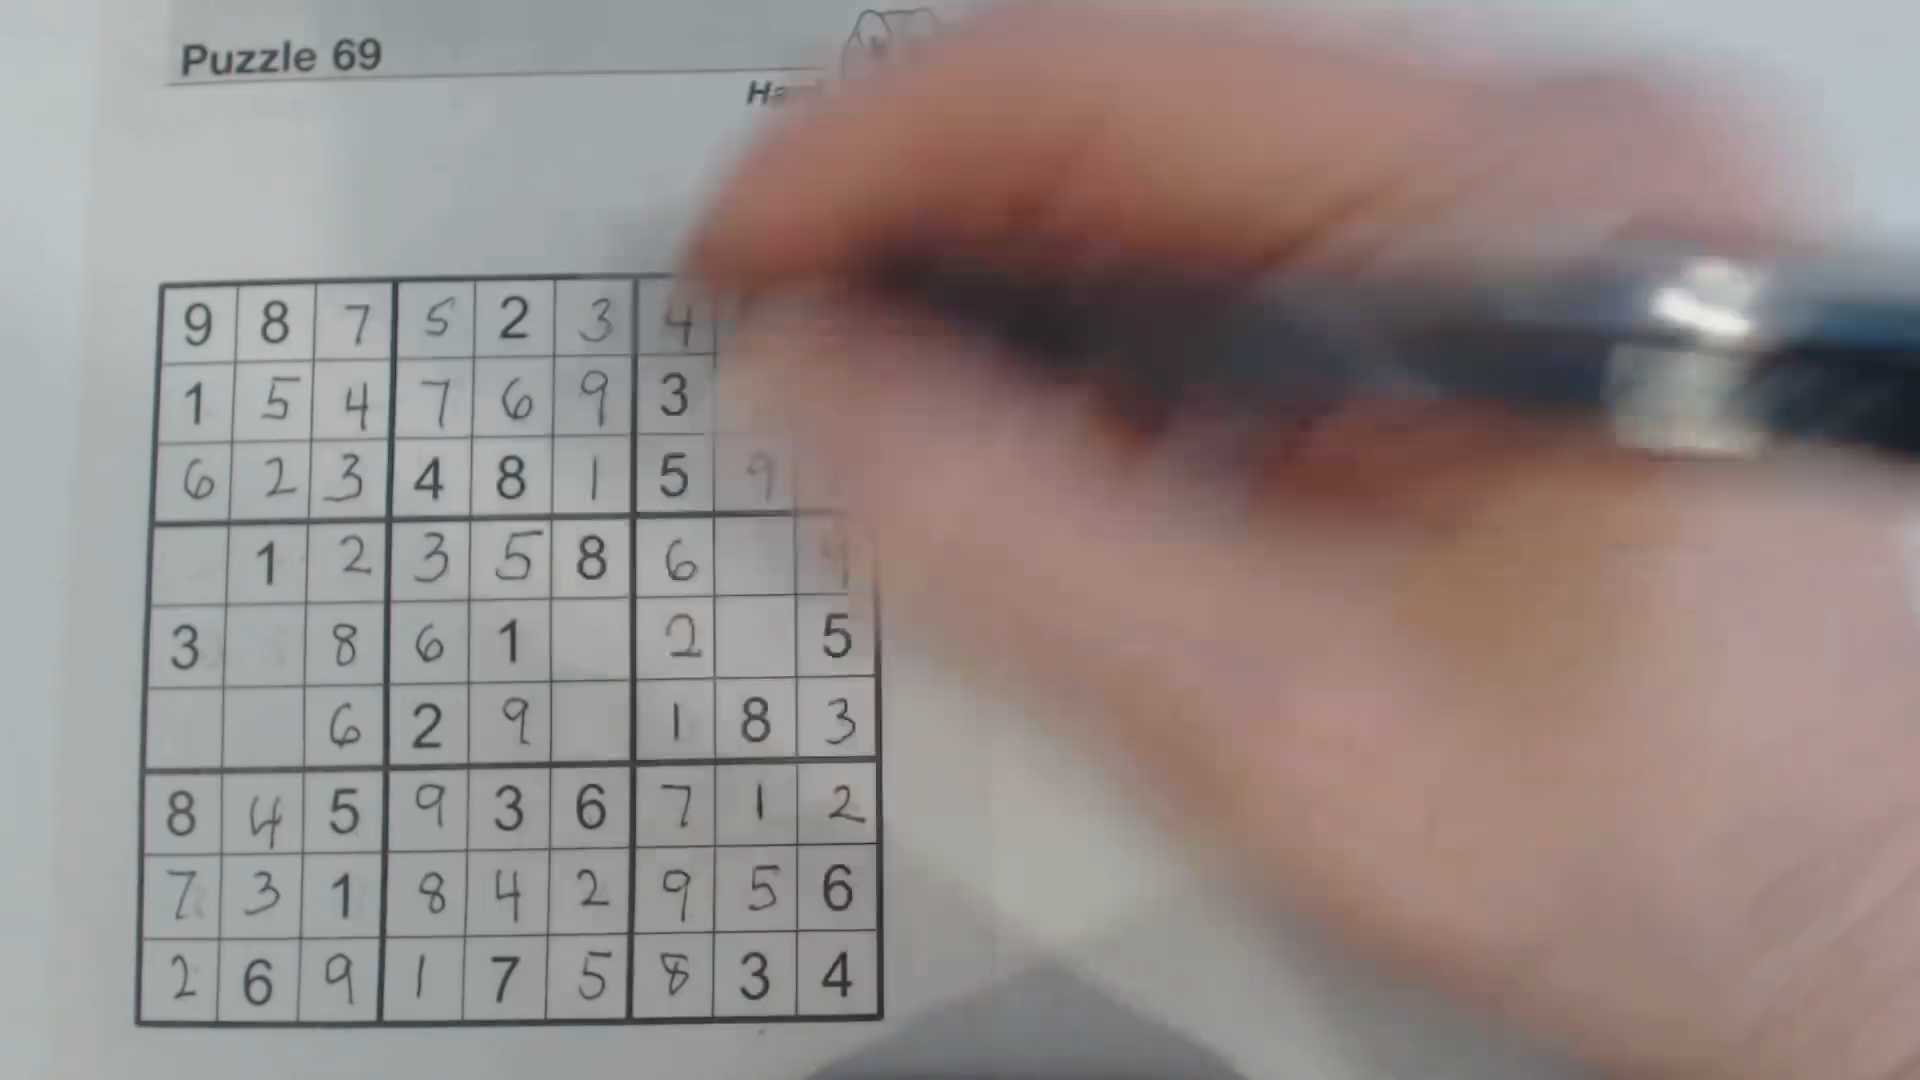 Puzzle 69
9 8 7 5 2 3 4
1 5 4 7 6 9 3
6 2 3 4 8 1 5 9
1 2 3 5 8 6
3 8 6 1 2 5
6 2 9 1 8 3
8 4 5 9 3 6 7 1 2
7 3 1 8 4 2 9 5 6
2 6 9 1 7 5 8 3 4